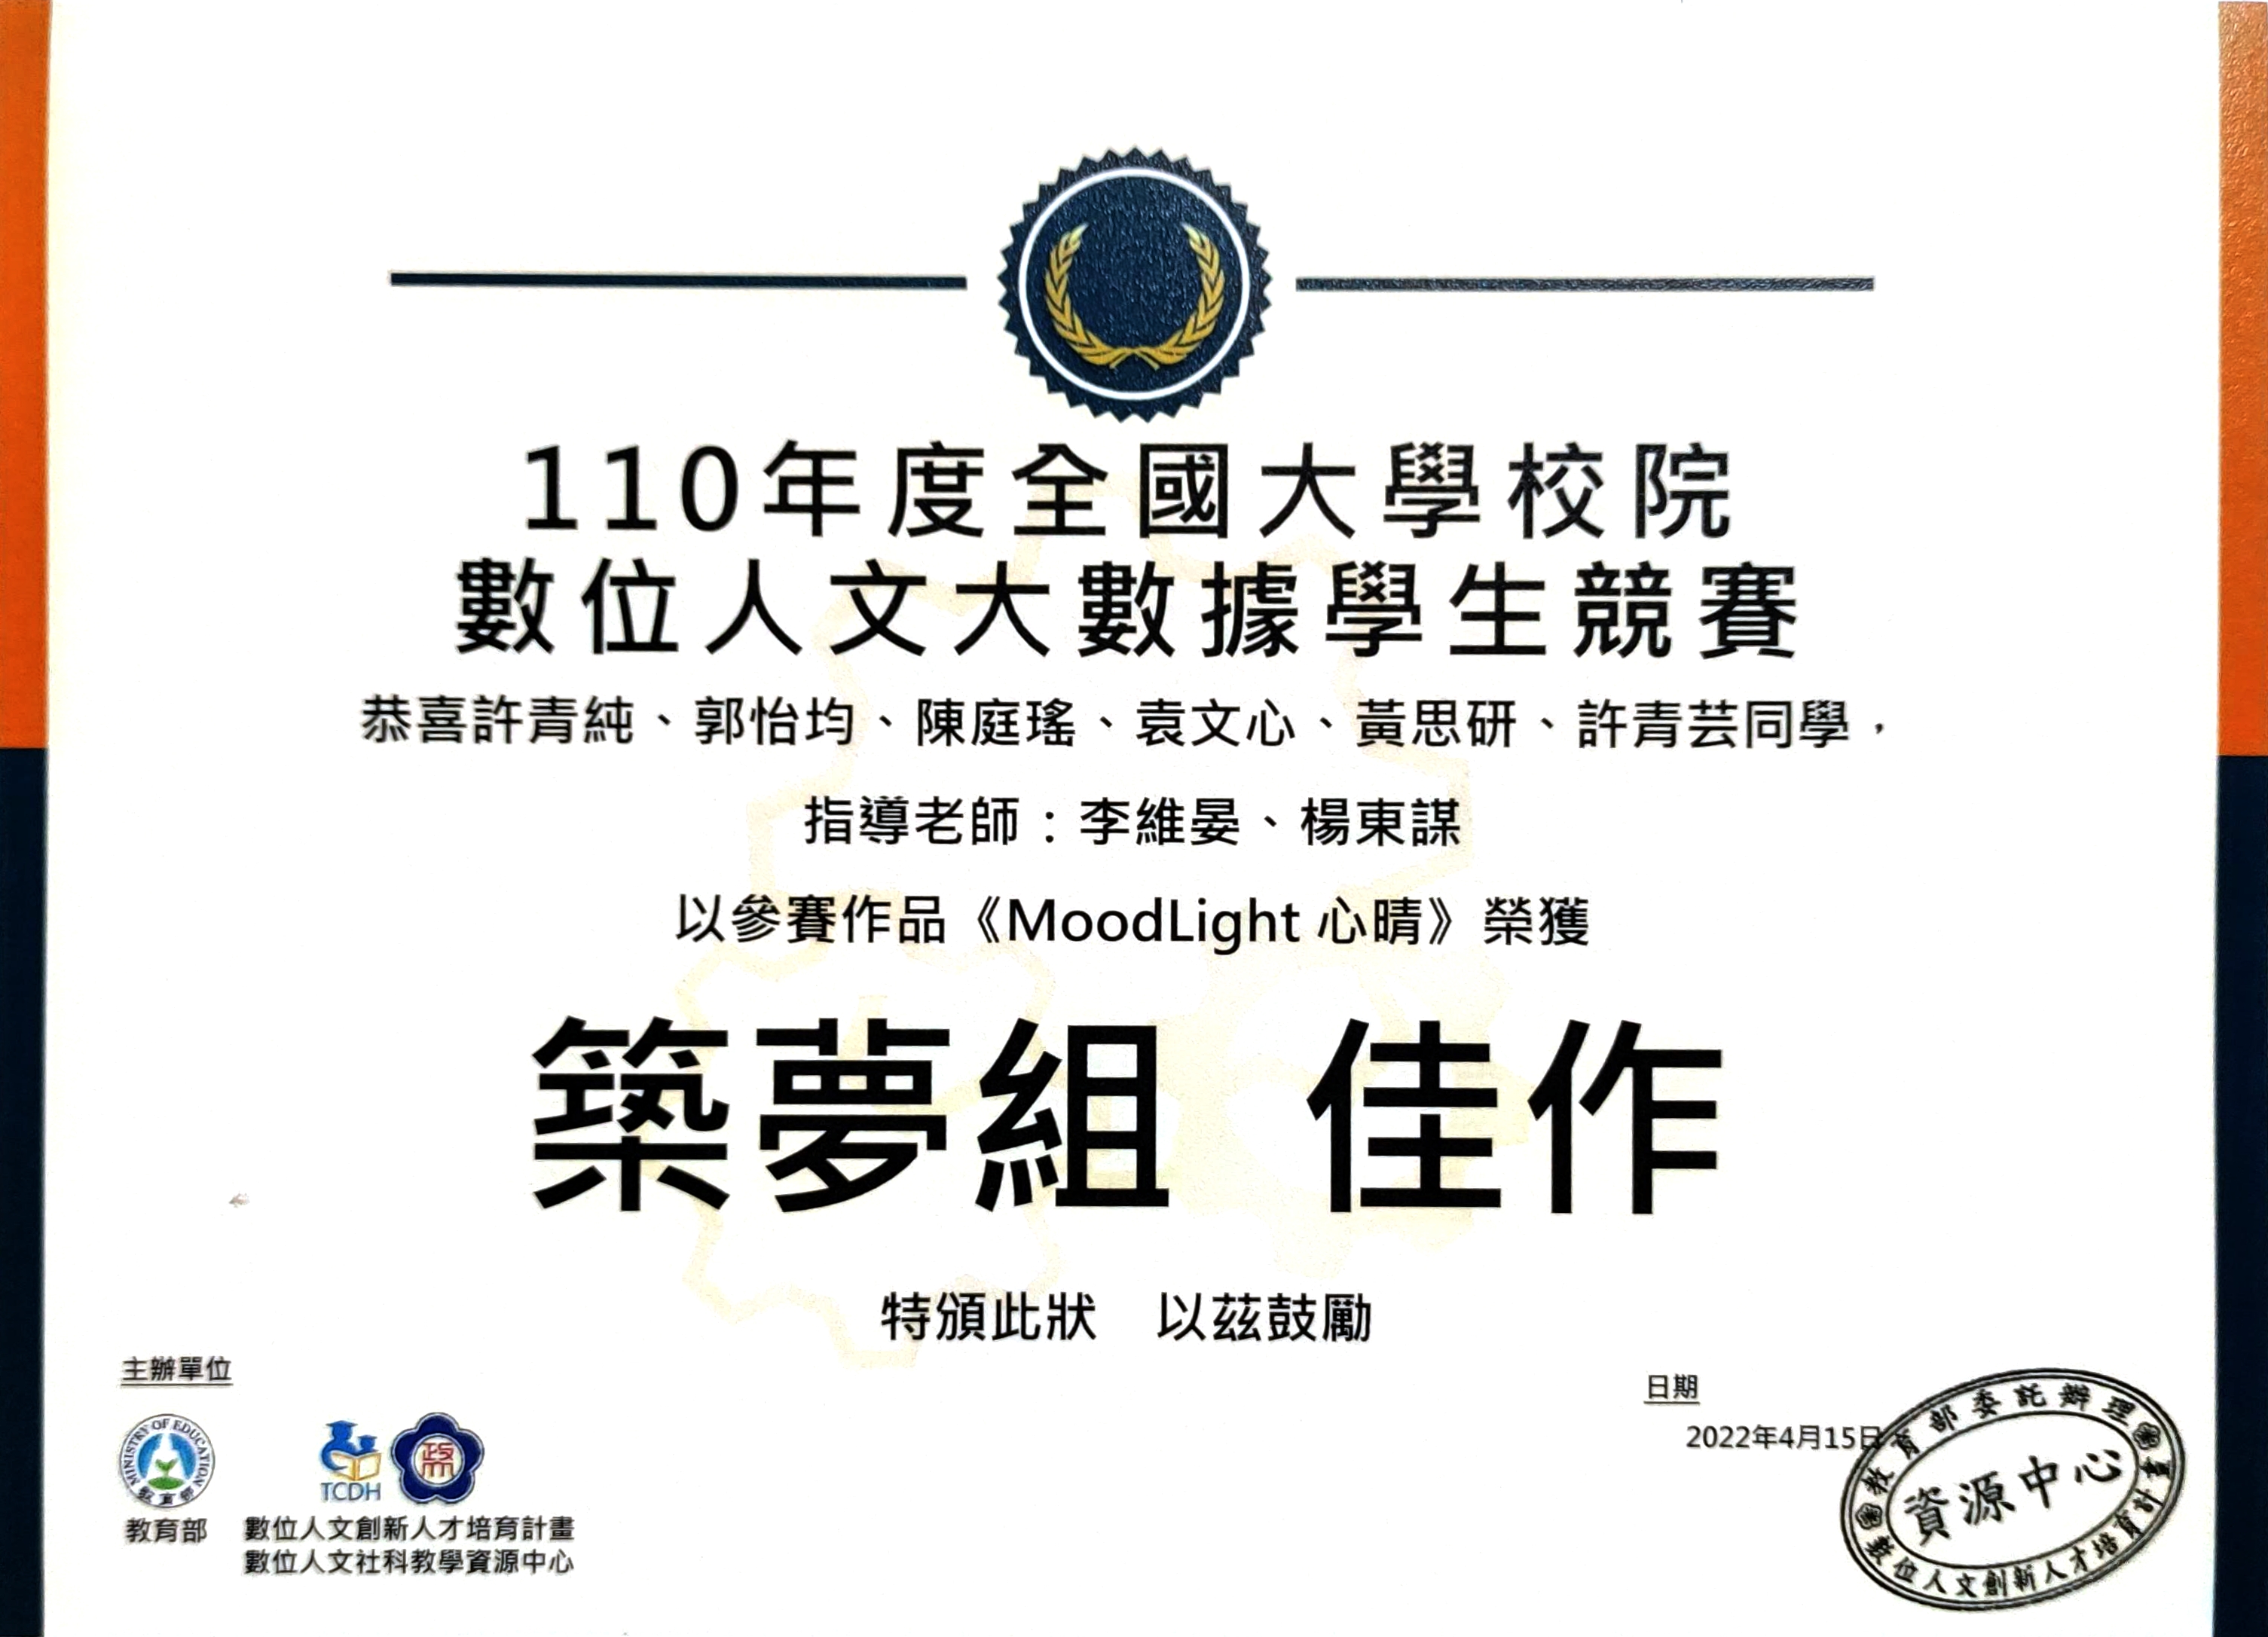 110年度全國大學校院
數位人文大數據學生競賽
恭喜許青純、郭怡均、陳庭瑤、袁文心、黃思研、許青芸同學，
指導老師：李維晏、楊東謀
以參賽作品《MoodLight 心晴》榮獲
築夢組 佳作
特頒此狀 以茲鼓勵
主辦單位
MINISTRY OF EDUCATION
教育部
教育部
TCDH
政大
數位人文創新人才培育計畫
數位人文社科教學資源中心
日期
2022年4月15日
教育部委託辦理
資源中心
數位人文創新人才培育計畫